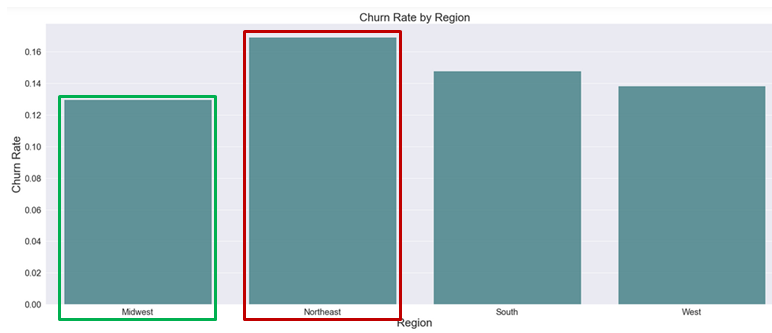 Churn Rate by Region
Churn Rate
0.16
0.14
0.12
0.10
0.08
0.06
0.04
0.02
0.00
Midwest Northeast South West
Region